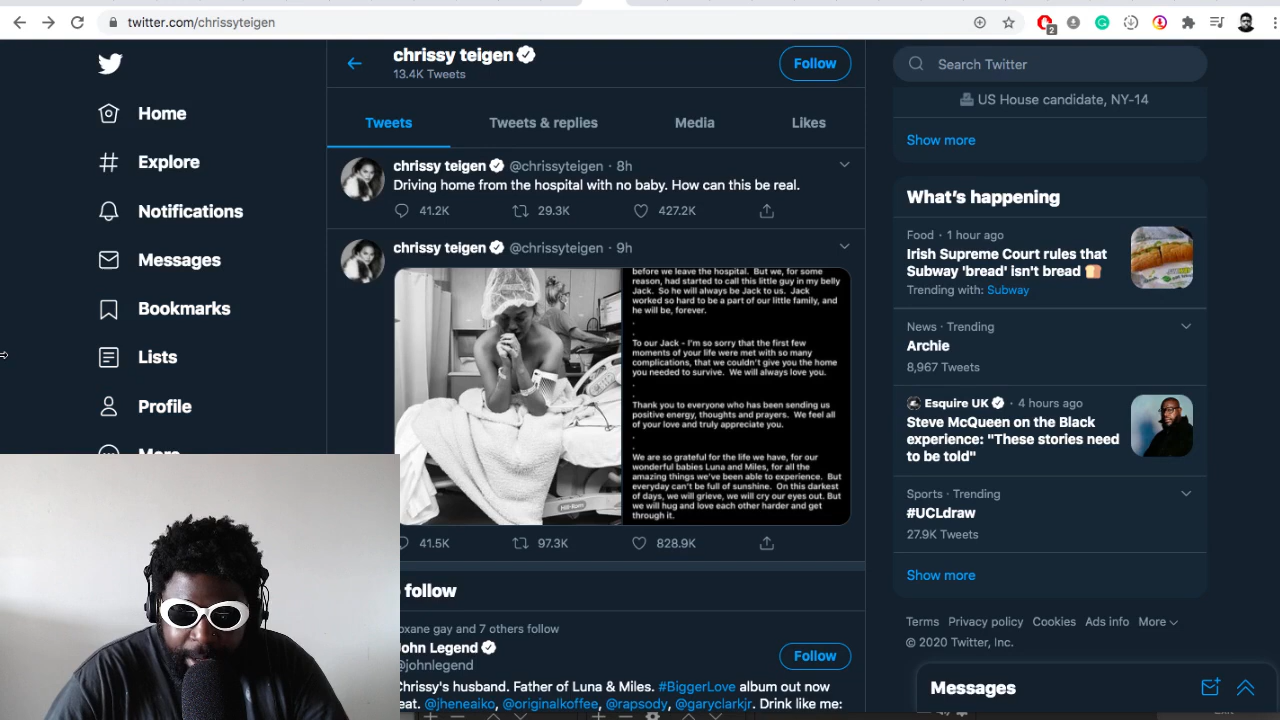 twitter.com/chrissyteigen
2
chrissy teigen
13.4K Tweets
Follow
Search Twitter
Home
Explore
Notifications
Messages
Bookmarks
Lists
Profile
Tweets
Tweets & replies
Media
Likes
chrissy teigen @chrissyteigen · 8h
Driving home from the hospital with no baby. How can this be real.
41.2K
29.3K
427.2K
chrissy teigen @chrissyteigen · 9h
before we leave the hospital. But we, for some
reason, had started to call this little guy in my belly
Jack. So he will always be Jack to us. Jack
worked so hard to be a part of our little family, and
he will be, forever.
.
.
To our Jack - I'm so sorry that the first few
moments of your life were met with so many
complications, that we couldn't give you the home
you needed to survive. We will always love you.
.
.
Thank you to everyone who has been sending us
positive energy, thoughts and prayers. We feel all
of your love and truly appreciate you.
.
.
We are so grateful for the life we have, for our
wonderful babies Luna and Miles, for all the
amazing things we've been able to experience. But
everyday can't be full of sunshine. On this darkest
of days, we will grieve, we will cry our eyes out. But
we will hug and love each other harder and get
through it.
Hill-Rom
41.5K
97.3K
828.9K
follow
oxane gay and 7 others follow
John Legend
@johnlegend
Follow
Chrissy's husband. Father of Luna & Miles. #BiggerLove album out now
eat. @jheneaiko, @originalkoffee, @rapsody, @garyclarkjr. Drink like me:
US House candidate, NY-14
Show more
What's happening
Food · 1 hour ago
Irish Supreme Court rules that
Subway 'bread' isn't bread
Trending with: Subway
News · Trending
Archie
8,967 Tweets
Esquire UK · 4 hours ago
Steve McQueen on the Black
experience: "These stories need
to be told"
Sports · Trending
#UCLdraw
27.9K Tweets
Show more
Terms Privacy policy Cookies Ads info More
© 2020 Twitter, Inc.
Messages